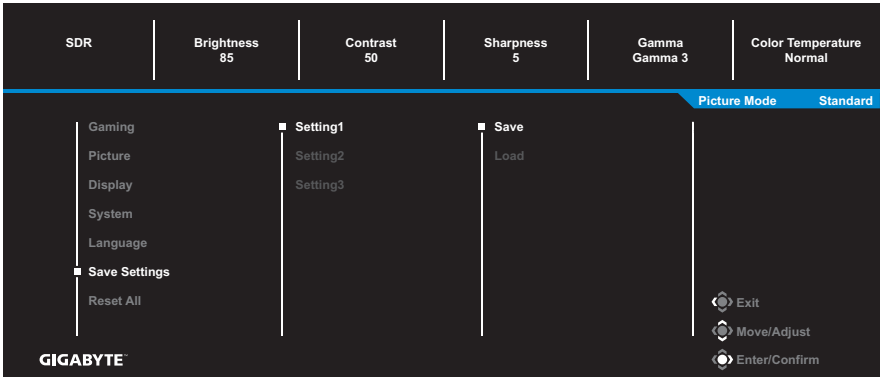 SDR Brightness Contrast Sharpness Gamma Color Temperature
85 50 5 Gamma 3 Normal
Picture Mode Standard
Gaming Setting1 Save
Picture Setting2 Load
Display Setting3
System
Language
Save Settings
Reset All Exit
Move/Adjust
GIGABYTE™ Enter/Confirm